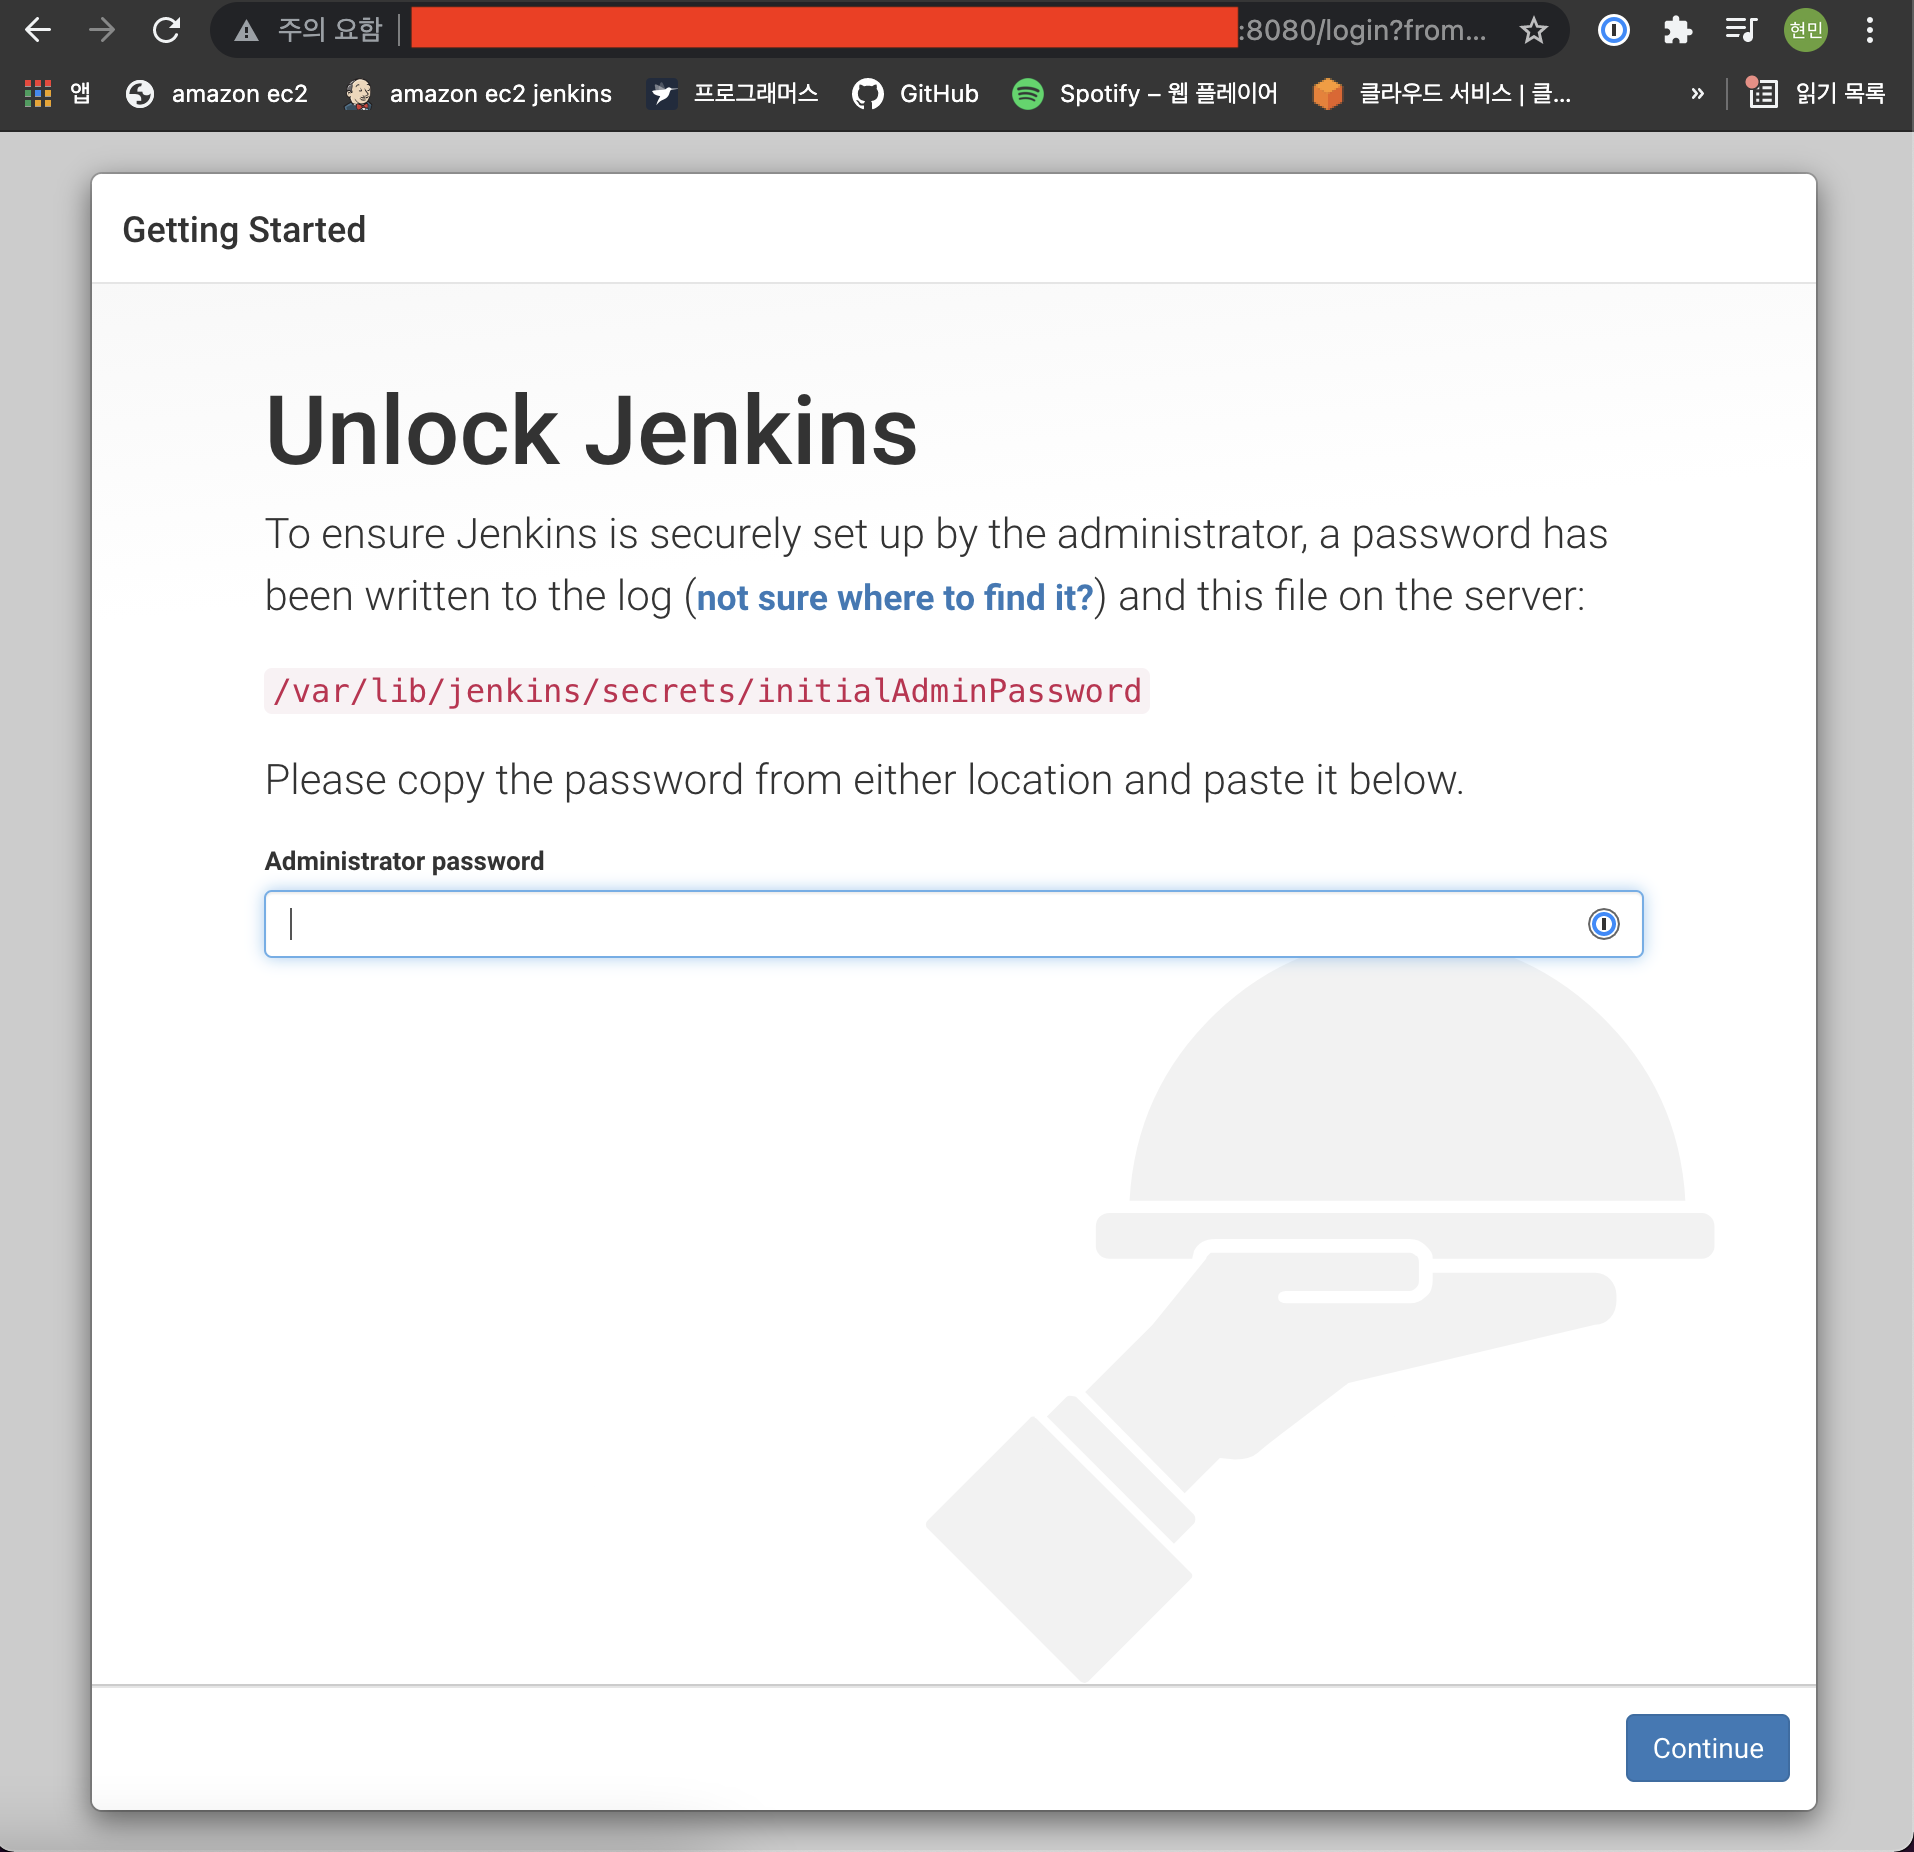 주의 요함 :8080/login?from...
현민
앱 amazon ec2 amazon ec2 jenkins 프로그래머스 GitHub Spotify – 웹 플레이어 클라우드 서비스 | 클... » 읽기 목록
Getting Started
Unlock Jenkins
To ensure Jenkins is securely set up by the administrator, a password has
been written to the log (not sure where to find it?) and this file on the server:
/var/lib/jenkins/secrets/initialAdminPassword
Please copy the password from either location and paste it below.
Administrator password
Continue